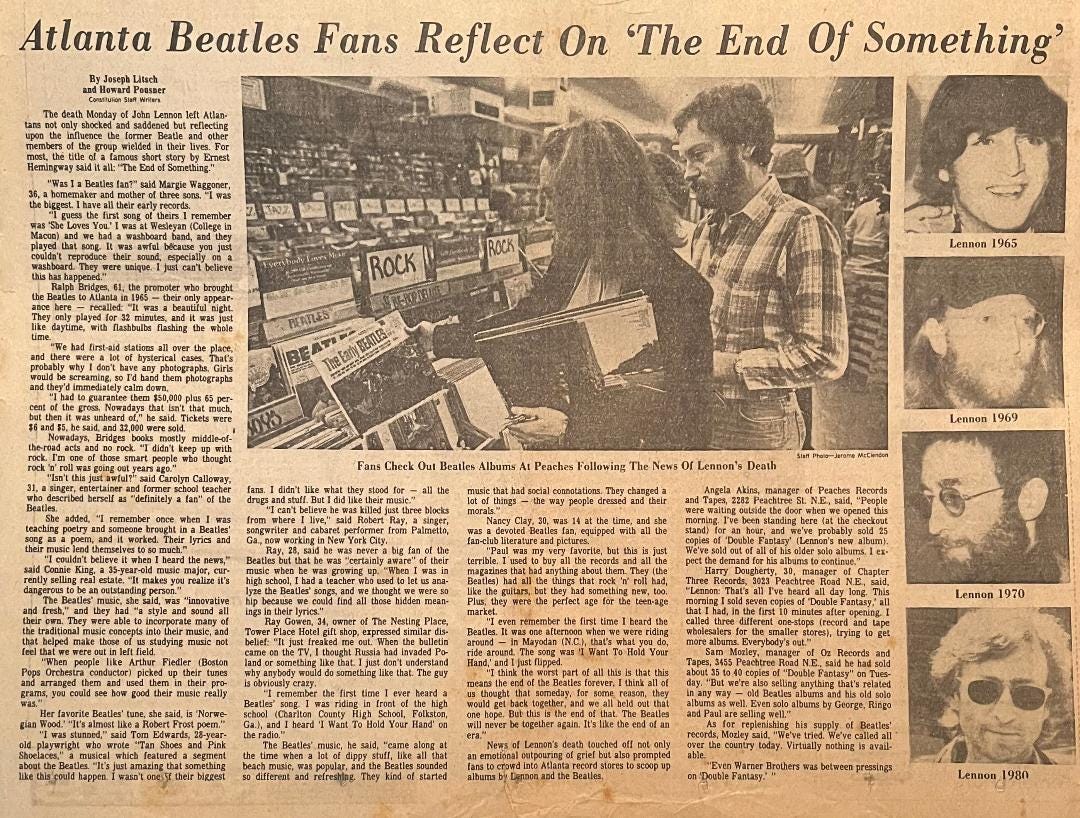 Atlanta Beatles Fans Reflect On ‘The End Of Something’
By Joseph Litsch
and Howard Pousner
Constitution Staff Writers
The death Monday of John Lennon left Atlan-
tans not only shocked and saddened but reflecting
upon the influence the former Beatle and other
members of the group wielded in their lives. For
most, the title of a famous short story by Ernest
Hemingway said it all: “The End of Something.”
“Was I a Beatles fan?” said Margie Waggoner,
36, a homemaker and mother of three sons. “I was
the biggest. I have all their early records.
“I guess the first song of theirs I remember
was ‘She Loves You.’ I was at Wesleyan (College in
Macon) and we had a washboard band, and they
played that song. It was awful because you just
couldn’t reproduce their sound, especially on a
washboard. They were unique. I just can’t believe
this has happened.”
Ralph Bridges, 61, the promoter who brought
the Beatles to Atlanta in 1965 — their only appear-
ance here — recalled: “It was a beautiful night.
They only played for 32 minutes, and it was just
like daytime, with flashbulbs flashing the whole
time.
“We had first-aid stations all over the place,
and there were a lot of hysterical cases. That’s
probably why I don’t have any photographs. Girls
would be screaming, so I’d hand them photographs
and they’d immediately calm down.
“I had to guarantee them $50,000 plus 65 per-
cent of the gross. Nowadays that isn’t that much,
but then it was unheard of,” he said. Tickets were
$6 and $5, he said, and 32,000 were sold.
Nowadays, Bridges books mostly middle-of-
the-road acts and no rock. “I didn’t keep up with
rock. I’m one of those smart people who thought
rock ’n’ roll was going out years ago.”
“Isn’t this just awful?” said Carolyn Calloway,
31, a singer, entertainer and former school teacher
who described herself as “definitely a fan” of the
Beatles.
She added, “I remember once when I was
teaching poetry and someone brought in a Beatles’
song as a poem, and it worked. Their lyrics and
their music lend themselves to so much.”
“I couldn’t believe it when I heard the news,”
said Connie King, a 35-year-old music major, cur-
rently selling real estate. “It makes you realize it’s
dangerous to be an outstanding person.”
The Beatles’ music, she said, was “innovative
and fresh,” and they had “a style and sound all
their own. They were able to incorporate many of
the traditional music concepts into their music, and
that helped make those of us studying music not
feel that we were out in left field.
“When people like Arthur Fiedler (Boston
Pops Orchestra conductor) picked up their tunes
and arranged them and used them in their pro-
grams, you could see how good their music really
was.”
Her favorite Beatles’ tune, she said, is ‘Norwe-
gian Wood.’ “It’s almost like a Robert Frost poem.”
“I was stunned,” said Tom Edwards, 28-year-
old playwright who wrote “Tan Shoes and Pink
Shoelaces,” a musical which featured a segment
about the Beatles. “It’s just amazing that something
like this could happen. I wasn’t one of their biggest
Everybody Loves Music
ROCK
ROCK
JAZZ
BEATLES
BEATLES
The Early BEATLES
Staff Photo—Jerome McClendon
Fans Check Out Beatles Albums At Peaches Following The News Of Lennon’s Death
fans. I didn’t like what they stood for — all the
drugs and stuff. But I did like their music.”
“I can’t believe he was killed just three blocks
from where I live,” said Robert Ray, a singer,
songwriter and cabaret performer from Palmetto,
Ga., now working in New York City.
Ray, 28, said he was never a big fan of the
Beatles but that he was “certainly aware” of their
music when he was growing up. “When I was in
high school, I had a teacher who used to let us ana-
lyze the Beatles’ songs, and we thought we were so
hip because we could find all those hidden mean-
ings in their lyrics.”
Ray Gowen, 34, owner of The Nesting Place,
Tower Place Hotel gift shop, expressed similar dis-
belief: “It just freaked me out. When the bulletin
came on the TV, I thought Russia had invaded Po-
land or something like that. I just don’t understand
why anybody would do something like that. The guy
is obviously crazy.
“I remember the first time I ever heard a
Beatles’ song. I was riding in front of the high
school (Charlton County High School, Folkston,
Ga.), and I heard ‘I Want To Hold Your Hand’ on
the radio.”
The Beatles’ music, he said, “came along at
the time when a lot of dippy stuff, like all that
beach music, was popular, and the Beatles sounded
so different and refreshing. They kind of started
music that had social connotations. They changed a
lot of things — the way people dressed and their
morals.”
Nancy Clay, 30, was 14 at the time, and she
was a devoted Beatles fan, equipped with all the
fan-club literature and pictures.
“Paul was my very favorite, but this is just
terrible. I used to buy all the records and all the
magazines that had anything about them. They (the
Beatles) had all the things that rock ’n’ roll had,
like the guitars, but they had something new, too.
Plus, they were the perfect age for the teen-age
market.
“I even remember the first time I heard the
Beatles. It was one afternoon when we were riding
around — in Mayodan (N.C.), that’s what you do,
ride around. The song was ‘I Want To Hold Your
Hand,’ and I just flipped.
“I think the worst part of all this is that this
means the end of the Beatles forever. I think all of
us thought that someday, for some reason, they
would get back together, and we all held out that
one hope. But this is the end of that. The Beatles
will never be together again. It’s like the end of an
era.”
News of Lennon’s death touched off not only
an emotional outpouring of grief but also prompted
fans to crowd into Atlanta record stores to scoop up
albums by Lennon and the Beatles.
Angela Akins, manager of Peaches Records
and Tapes, 2282 Peachtree St. N.E., said, “People
were waiting outside the door when we opened this
morning. I’ve been standing here (at the checkout
stand) for an hour, and we’ve probably sold 25
copies of ‘Double Fantasy’ (Lennon’s new album).
We’ve sold out of all of his older solo albums. I ex-
pect the demand for his albums to continue.”
Harry Dougherty, 30, manager of Chapter
Three Records, 3023 Peachtree Road N.E., said,
“Lennon: That’s all I’ve heard all day long. This
morning I sold seven copies of ‘Double Fantasy,’ all
that I had, in the first 10 minutes after opening. I
called three different one-stops (record and tape
wholesalers for the smaller stores), trying to get
more albums. Everybody’s out.”
Sam Mozley, manager of Oz Records and
Tapes, 3455 Peachtree Road N.E., said he had sold
about 35 to 40 copies of “Double Fantasy” on Tues-
day. “But we’re also selling anything that’s related
in any way — old Beatles albums and his old solo
albums as well. Even solo albums by George, Ringo
and Paul are selling well.”
As for replenishing his supply of Beatles’
records, Mozley said, “We’ve tried. We’ve called all
over the country today. Virtually nothing is avail-
able.
“Even Warner Brothers was between pressings
on ‘Double Fantasy.’ ”
Lennon 1965
Lennon 1969
Lennon 1970
Lennon 1980